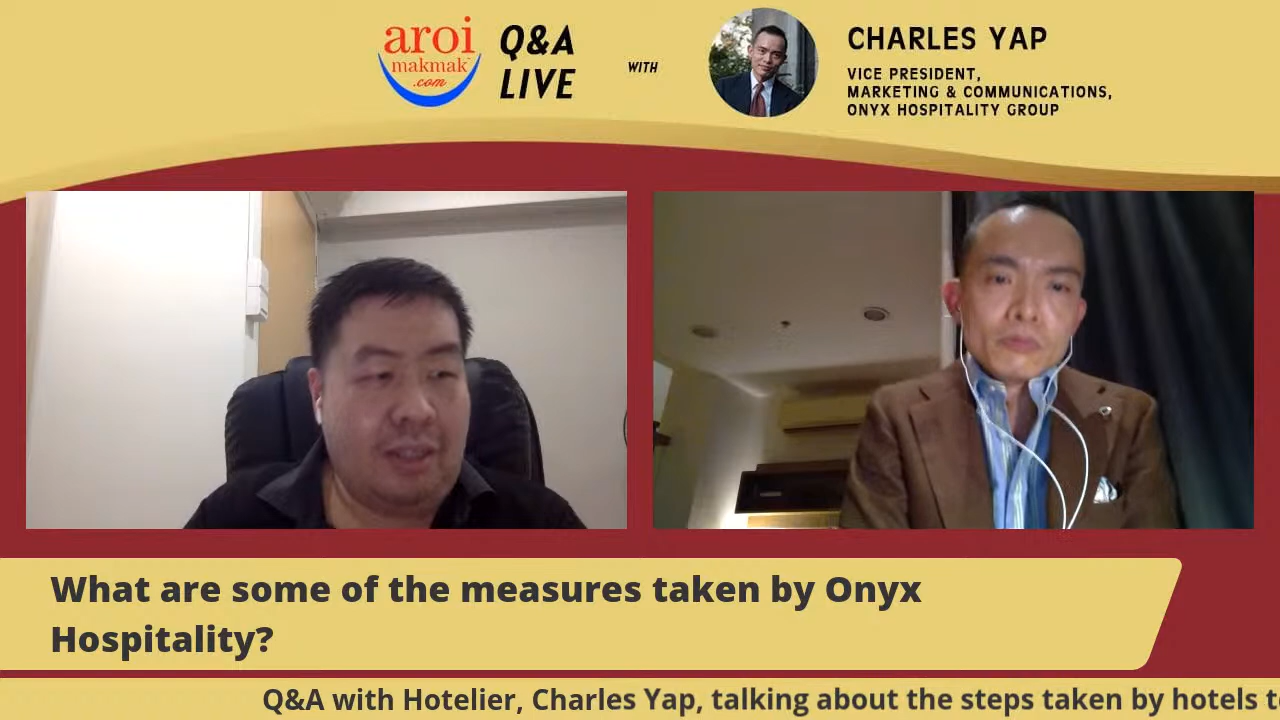 aroi
makmak
.com
Q&A
LIVE
WITH
CHARLES YAP
VICE PRESIDENT,
MARKETING & COMMUNICATIONS,
ONYX HOSPITALITY GROUP
What are some of the measures taken by Onyx
Hospitality?
Q&A with Hotelier, Charles Yap, talking about the steps taken by hotels t